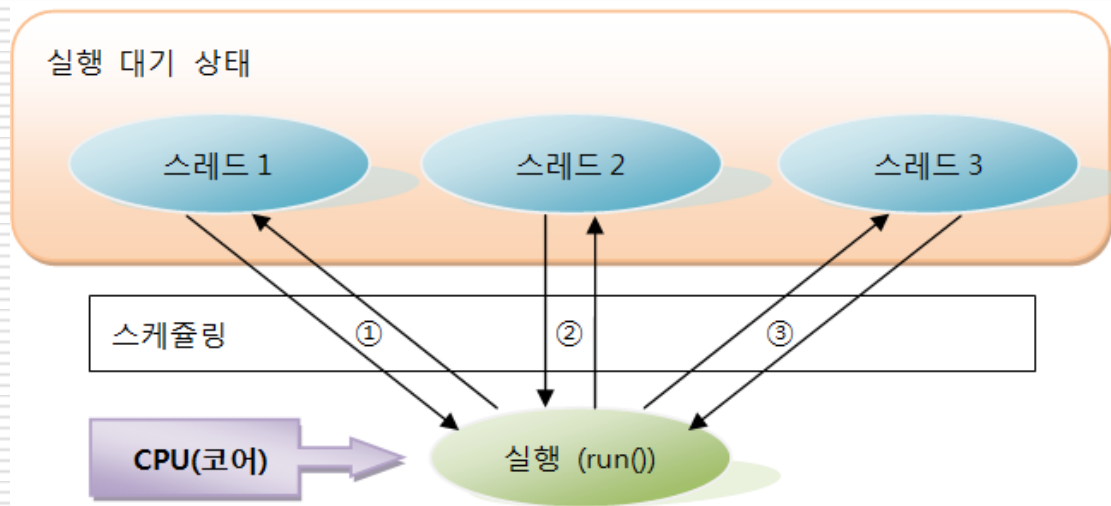 실행 대기 상태
스레드 1
스레드 2
스레드 3
스케쥴링
①
②
③
CPU(코어)
실행 (run())